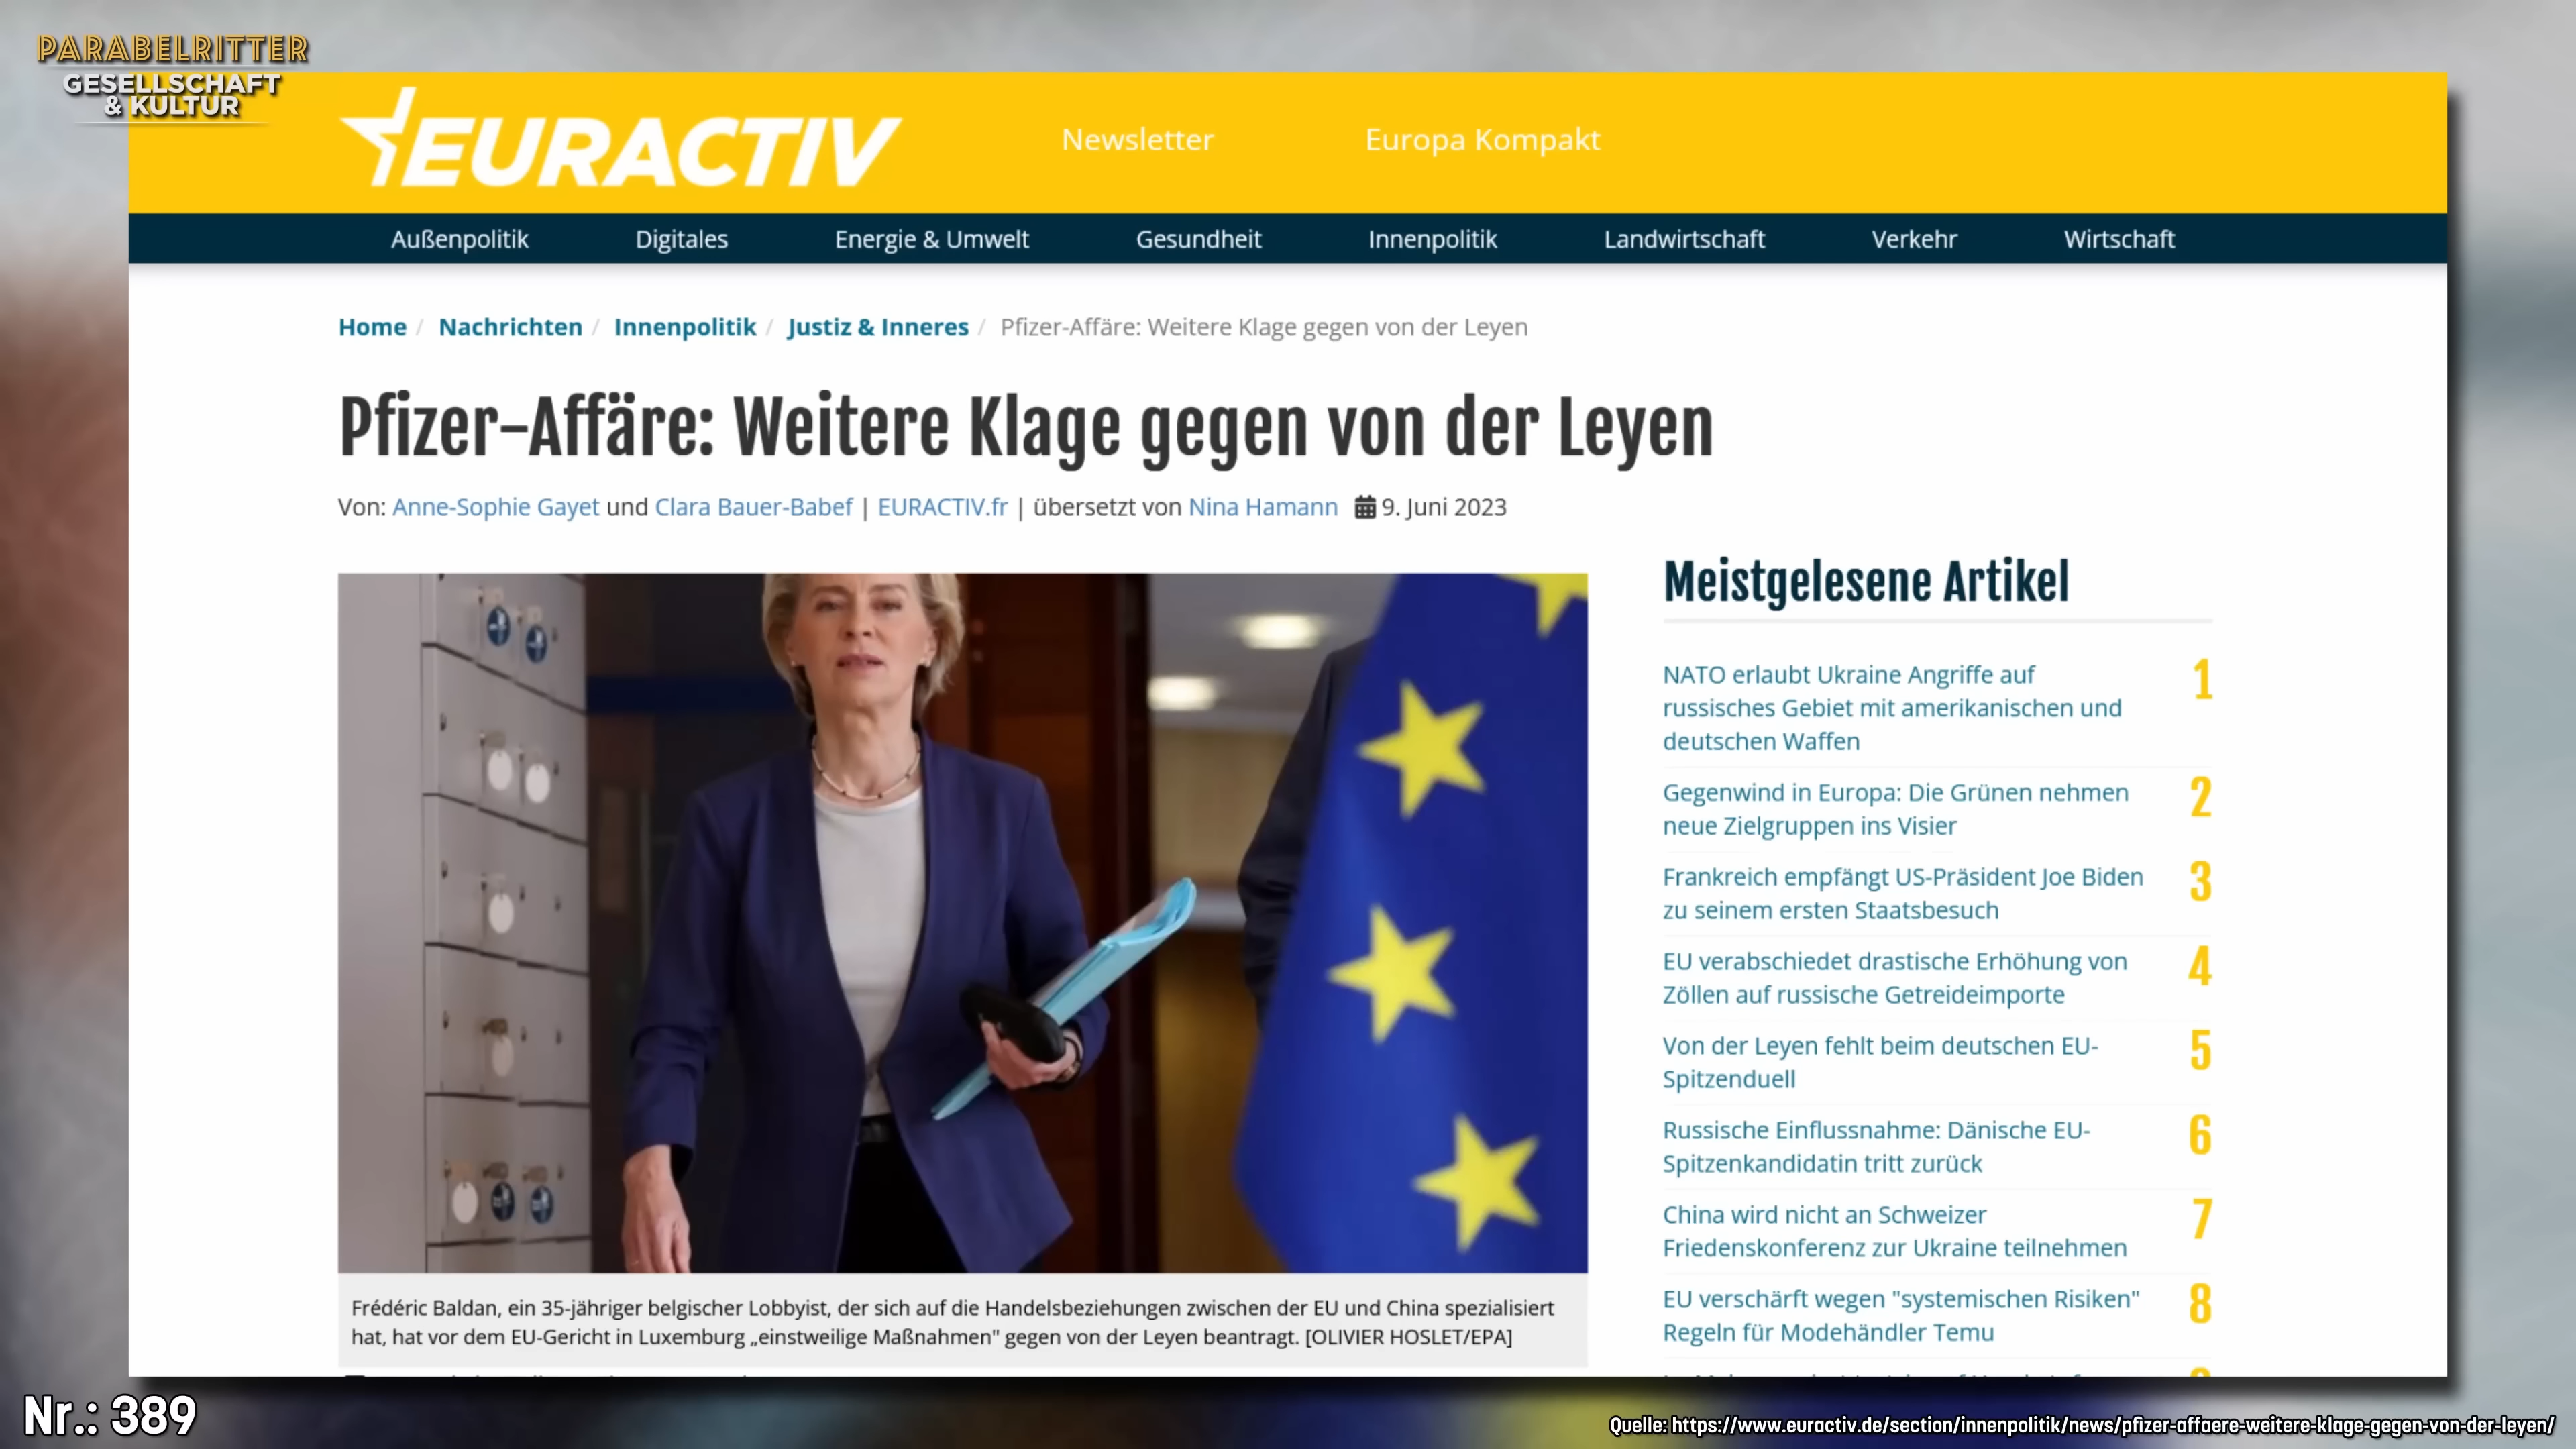 PARABELRITTER
GESELLSCHAFT
& KULTUR
EURACTIV
Newsletter
Europa Kompakt
Außenpolitik
Digitales
Energie & Umwelt
Gesundheit
Innenpolitik
Landwirtschaft
Verkehr
Wirtschaft
Home / Nachrichten / Innenpolitik / Justiz & Inneres / Pfizer-Affäre: Weitere Klage gegen von der Leyen
Pfizer-Affäre: Weitere Klage gegen von der Leyen
Von: Anne-Sophie Gayet und Clara Bauer-Babef | EURACTIV.fr | übersetzt von Nina Hamann 9. Juni 2023
Frédéric Baldan, ein 35-jähriger belgischer Lobbyist, der sich auf die Handelsbeziehungen zwischen der EU und China spezialisiert
hat, hat vor dem EU-Gericht in Luxemburg „einstweilige Maßnahmen" gegen von der Leyen beantragt. [OLIVIER HOSLET/EPA]
Meistgelesene Artikel
NATO erlaubt Ukraine Angriffe auf
russisches Gebiet mit amerikanischen und
deutschen Waffen
1
Gegenwind in Europa: Die Grünen nehmen
neue Zielgruppen ins Visier
2
Frankreich empfängt US-Präsident Joe Biden
zu seinem ersten Staatsbesuch
3
EU verabschiedet drastische Erhöhung von
Zöllen auf russische Getreideimporte
4
Von der Leyen fehlt beim deutschen EU-
Spitzenduell
5
Russische Einflussnahme: Dänische EU-
Spitzenkandidatin tritt zurück
6
China wird nicht an Schweizer
Friedenskonferenz zur Ukraine teilnehmen
7
EU verschärft wegen "systemischen Risiken"
Regeln für Modehändler Temu
8
Nr.: 389
Quelle: https://www.euractiv.de/section/innenpolitik/news/pfizer-affaere-weitere-klage-gegen-von-der-leyen/